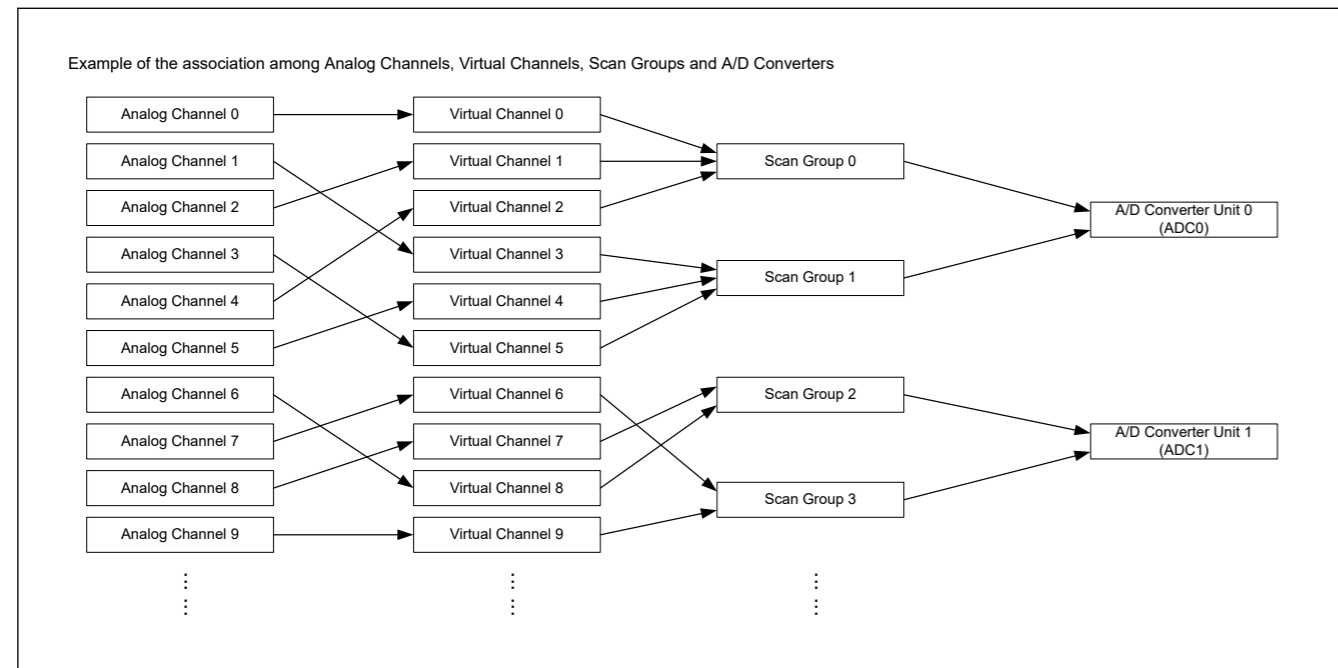 Example of the association among Analog Channels, Virtual Channels, Scan Groups and A/D Converters
Analog Channel 0
Analog Channel 1
Analog Channel 2
Analog Channel 3
Analog Channel 4
Analog Channel 5
Analog Channel 6
Analog Channel 7
Analog Channel 8
Analog Channel 9
Virtual Channel 0
Virtual Channel 1
Virtual Channel 2
Virtual Channel 3
Virtual Channel 4
Virtual Channel 5
Virtual Channel 6
Virtual Channel 7
Virtual Channel 8
Virtual Channel 9
Scan Group 0
Scan Group 1
Scan Group 2
Scan Group 3
A/D Converter Unit 0
(ADC0)
A/D Converter Unit 1
(ADC1)